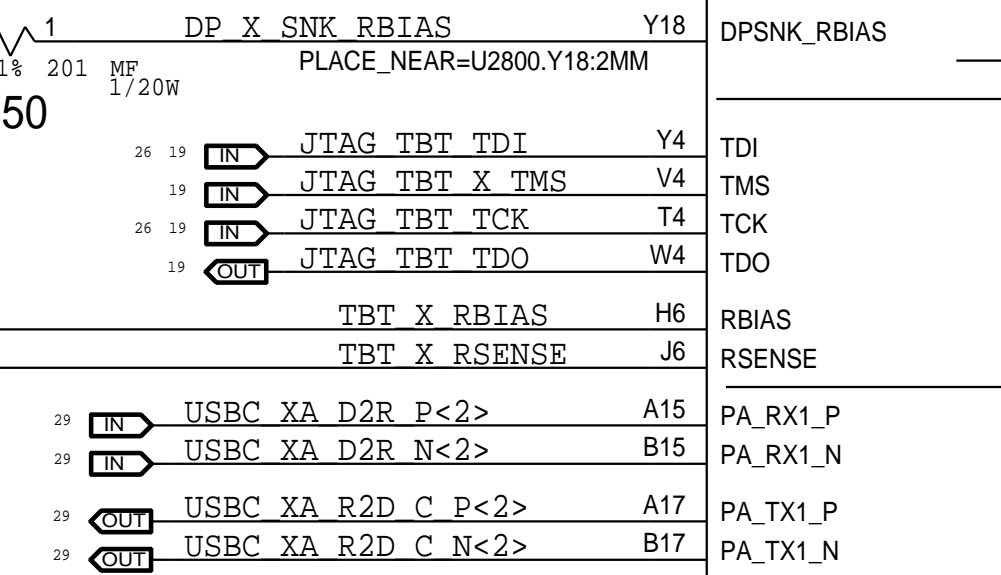 1 DP_X_SNK_RBIAS Y18 DPSNK_RBIAS
1% 201 MF PLACE_NEAR=U2800.Y18:2MM
1/20W
50
26 19 IN JTAG_TBT_TDI Y4 TDI
19 IN JTAG_TBT_X_TMS V4 TMS
26 19 IN JTAG_TBT_TCK T4 TCK
19 OUT JTAG_TBT_TDO W4 TDO
TBT_X_RBIAS H6 RBIAS
TBT_X_RSENSE J6 RSENSE
29 IN USBC_XA_D2R_P<2> A15 PA_RX1_P
29 IN USBC_XA_D2R_N<2> B15 PA_RX1_N
29 OUT USBC_XA_R2D_C_P<2> A17 PA_TX1_P
29 OUT USBC_XA_R2D_C_N<2> B17 PA_TX1_N